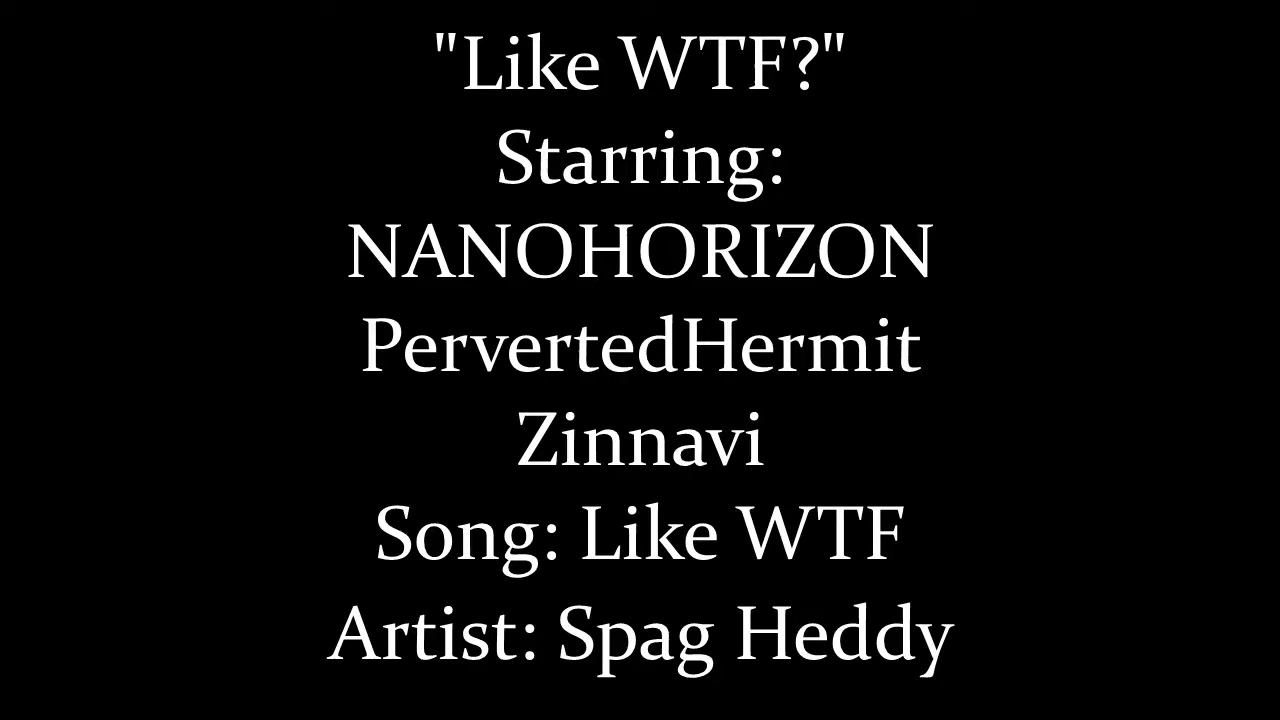 "Like WTF?"
Starring:
NANOHORIZON
PervertedHermit
Zinnavi
Song: Like WTF
Artist: Spag Heddy